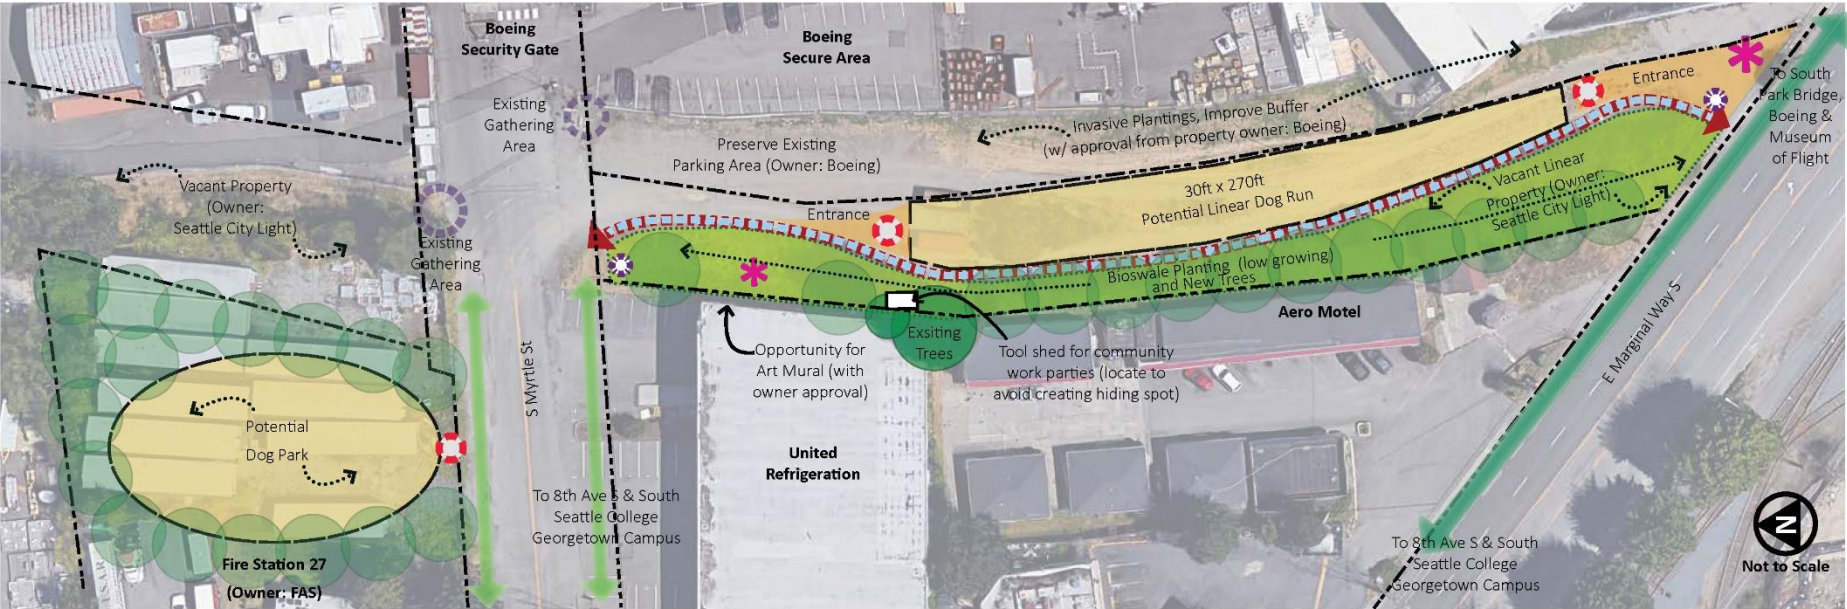 Boeing
Security Gate
Boeing
Secure Area
Existing
Gathering
Area
Preserve Existing
Parking Area (Owner: Boeing)
Invasive Plantings, Improve Buffer
(w/ approval from property owner: Boeing)
Entrance
To South
Park Bridge,
Boeing &
Museum
of Flight
Vacant Property
(Owner:
Seattle City Light)
Existing
Gathering
Area
Entrance
30ft x 270ft
Potential Linear Dog Run
Vacant Linear
Property (Owner:
Seattle City Light)
Bioswale Planting (low growing)
and New Trees
Aero Motel
Exsiting
Trees
Opportunity for
Art Mural (with
owner approval)
Tool shed for community
work parties (locate to
avoid creating hiding spot)
S Myrtle St
E Marginal Way S
Potential
Dog Park
United
Refrigeration
To 8th Ave S & South
Seattle College
Georgetown Campus
To 8th Ave S & South
Seattle College
Georgetown Campus
Fire Station 27
(Owner: FAS)
N
Not to Scale